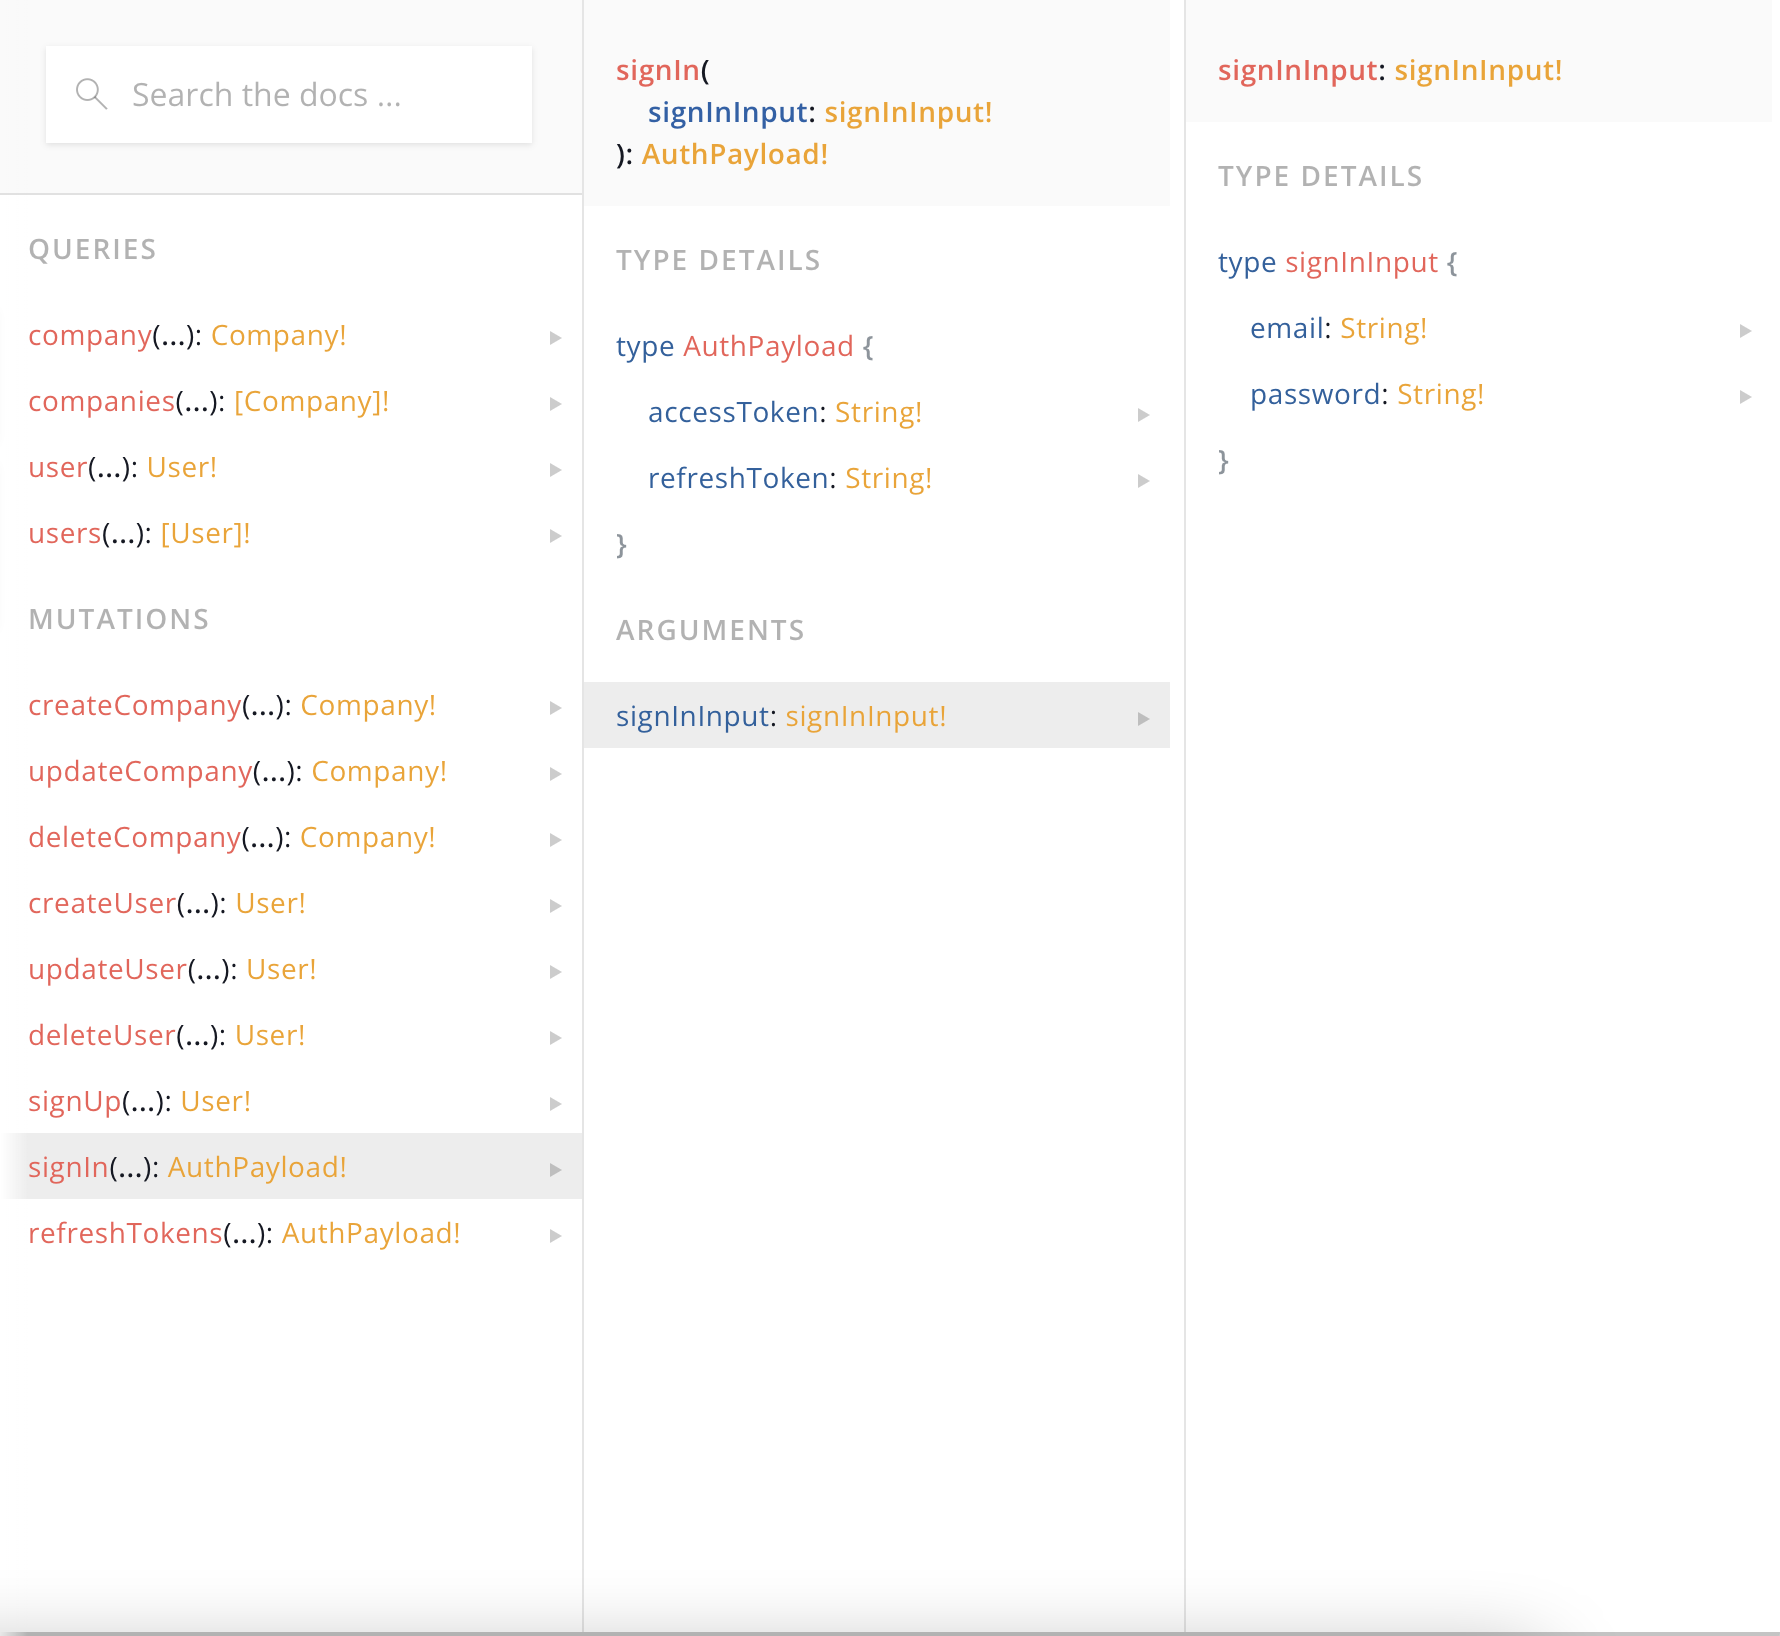 Search the docs ...
QUERIES
company(...): Company!
companies(...): [Company]!
user(...): User!
users(...): [User]!
MUTATIONS
createCompany(...): Company!
updateCompany(...): Company!
deleteCompany(...): Company!
createUser(...): User!
updateUser(...): User!
deleteUser(...): User!
signUp(...): User!
signIn(...): AuthPayload!
refreshTokens(...): AuthPayload!
signIn(
signInInput: signInInput!
): AuthPayload!
TYPE DETAILS
type AuthPayload {
accessToken: String!
refreshToken: String!
}
ARGUMENTS
signInInput: signInInput!
signInInput: signInInput!
TYPE DETAILS
type signInInput {
email: String!
password: String!
}